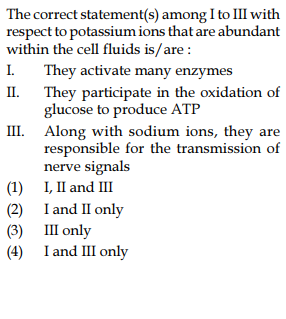 The correct statement(s) among I to III with
respect to potassium ions that are abundant
within the cell fluids is/are :
I. They activate many enzymes
II. They participate in the oxidation of
glucose to produce ATP
III. Along with sodium ions, they are
responsible for the transmission of
nerve signals
(1) I, II and III
(2) I and II only
(3) III only
(4) I and III only